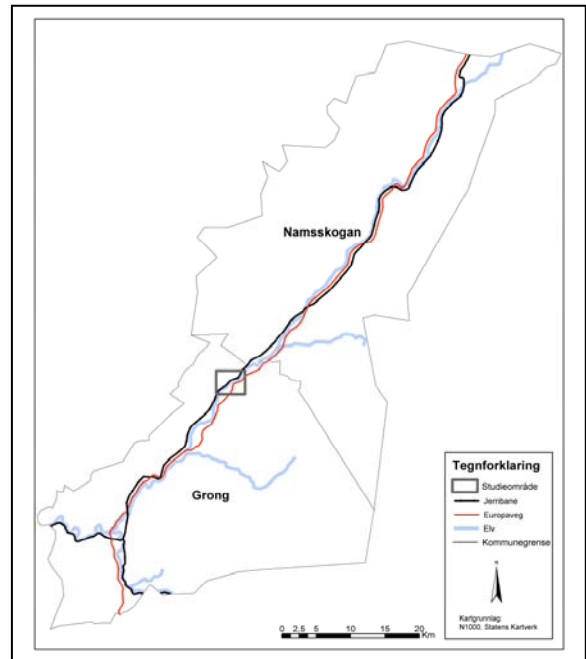 Namsskogan
Grong
Tegnforklaring
Studieområde
Jernbane
Europaveg
Elv
Kommunegrense
N
Kartgrunnlag:
N1000, Statens Kartverk
0 2,5 5 10 15 20
Km